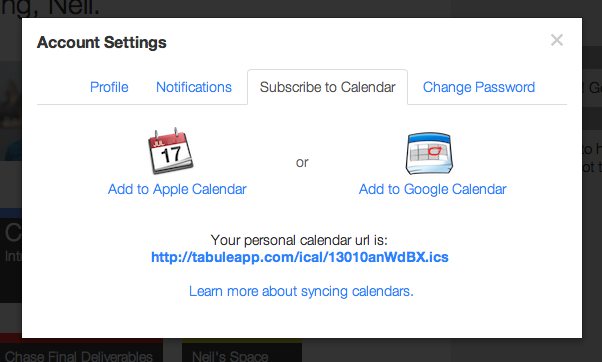 ng, Neil.
Account Settings
×
Profile
Notifications
Subscribe to Calendar
Change Password
JUL
17
Add to Apple Calendar
or
Add to Google Calendar
Your personal calendar url is:
http://tabuleapp.com/ical/13010anWdBX.ics
Learn more about syncing calendars.
C
Int
Chase Final Deliverables
Neil's Space